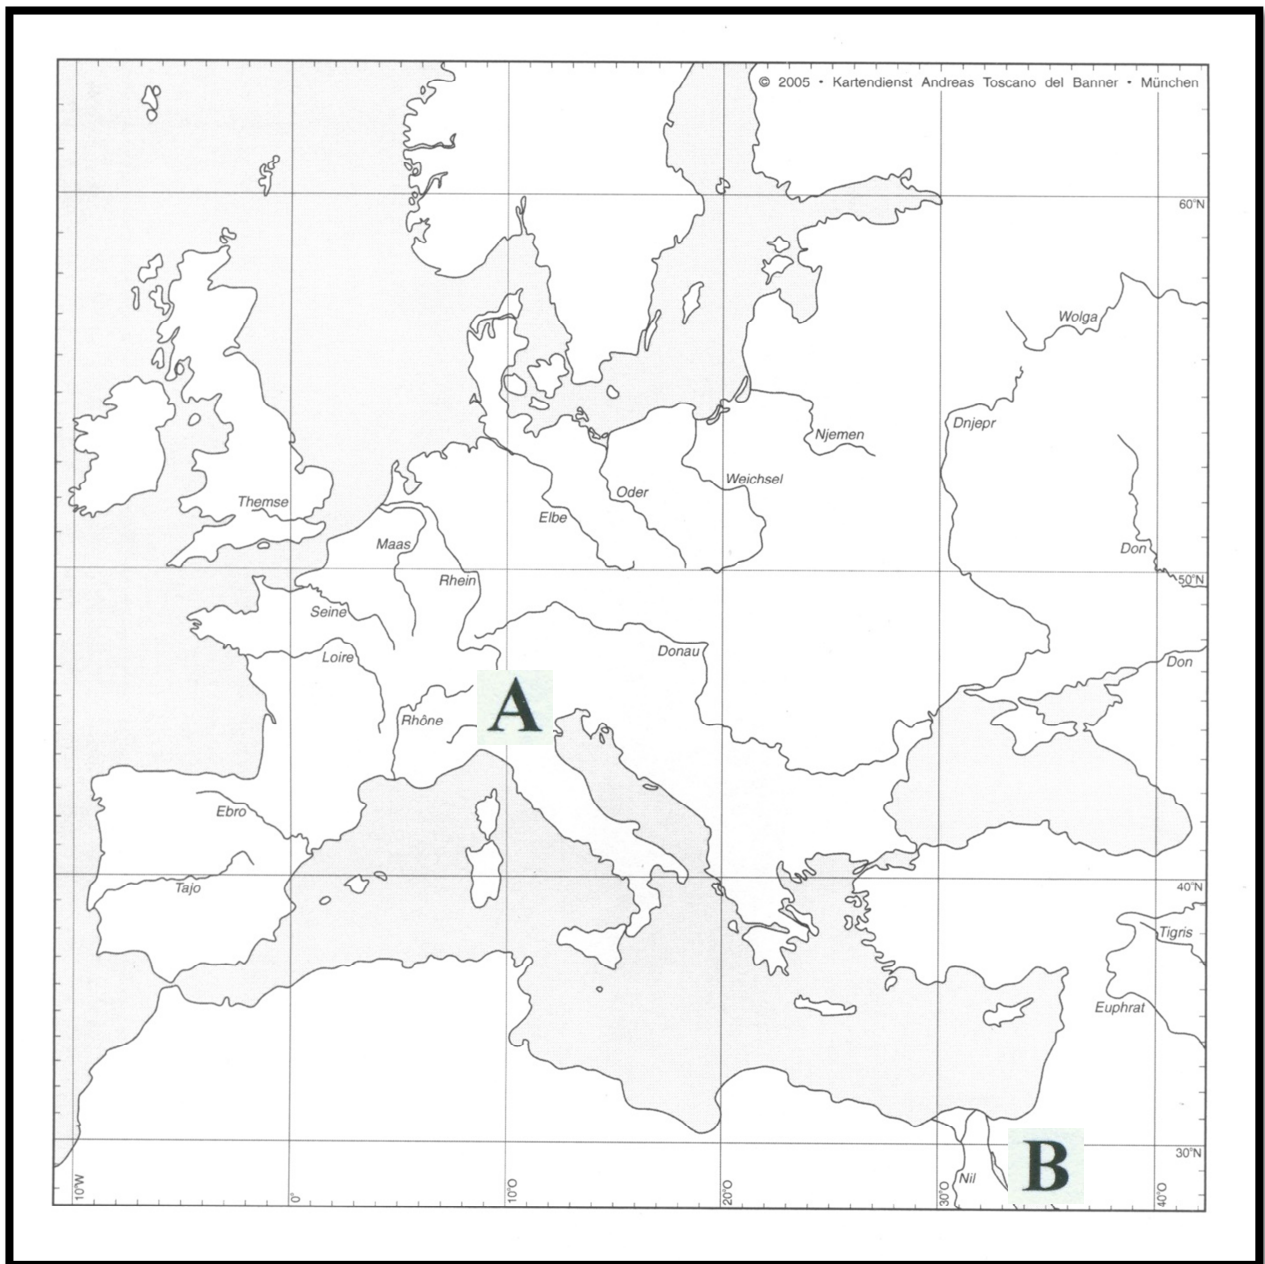 © 2005 • Kartendienst Andreas Toscano del Banner • München
60°N
Wolga
Dnjepr
Njemen
Weichsel
Oder
Themse
Elbe
Maas
Don
Rhein
50°N
Seine
Donau
Loire
Don
A
Rhône
Ebro
Tajo
40°N
Tigris
Euphrat
30°N
B
Nil
10°W
0°
10°O
20°O
30°O
40°O